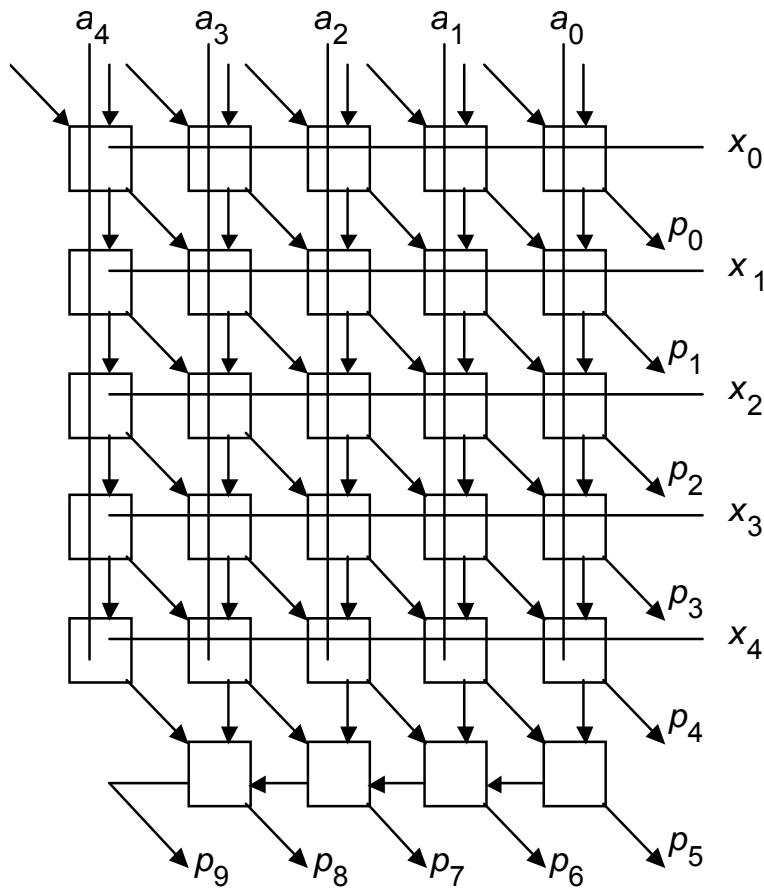 a₄ a₃ a₂ a₁ a₀
x₀
p₀
x₁
p₁
x₂
p₂
x₃
p₃
x₄
p₄
p₉ p₈ p₇ p₆ p₅